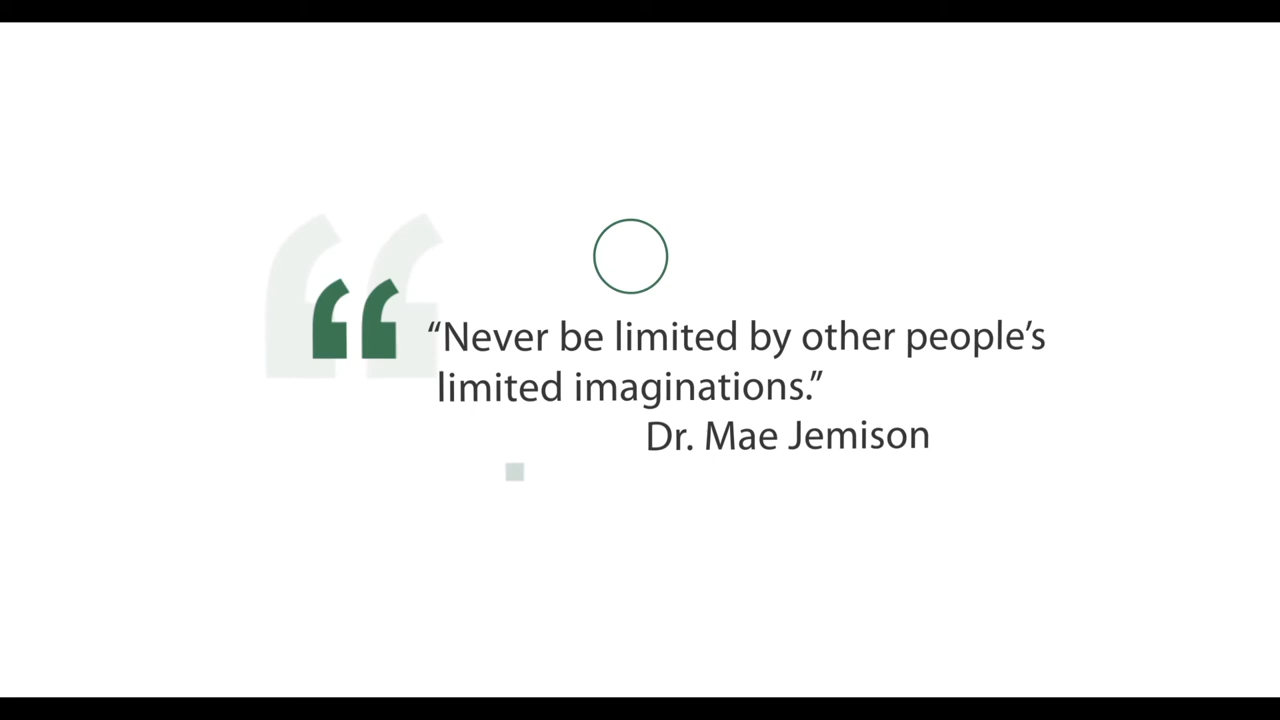 “Never be limited by other people’s
limited imaginations.”
Dr. Mae Jemison